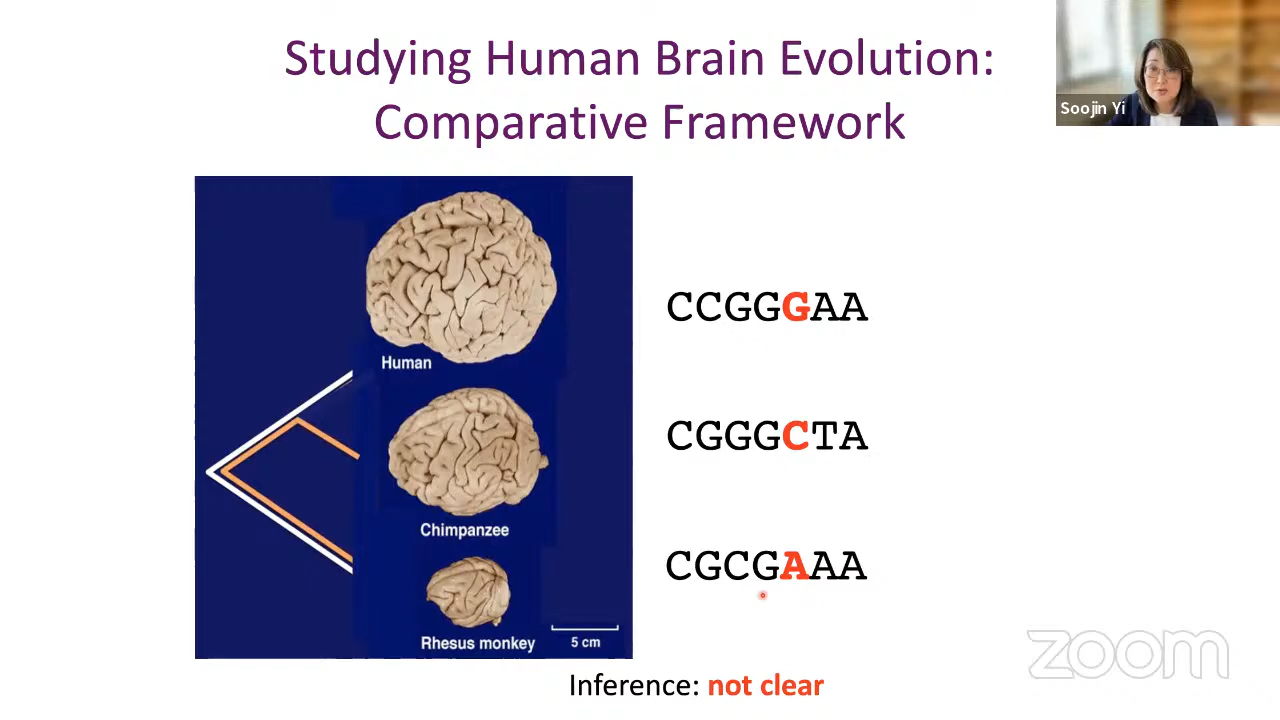 Studying Human Brain Evolution:
Comparative Framework
Soojin Yi
Human
CCGGGAA
Chimpanzee
CGGGCTA
CGCGAAA
Rhesus monkey
5 cm
Inference: not clear
zoom